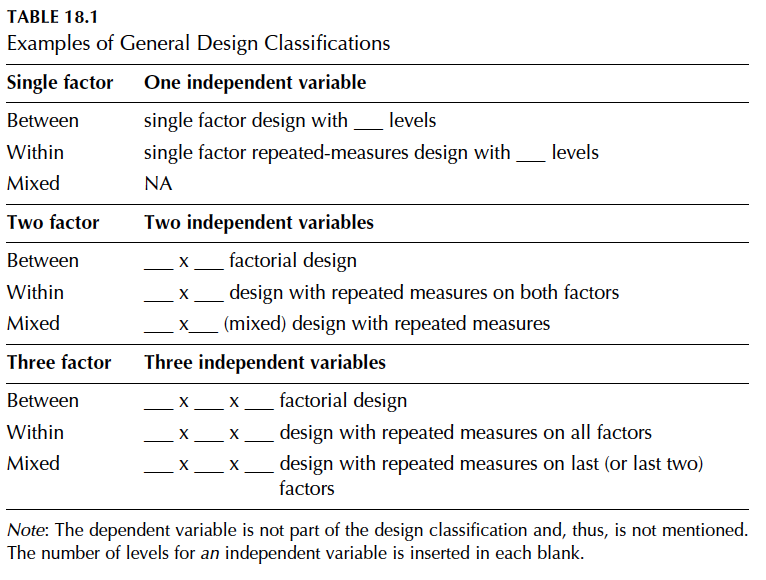 TABLE 18.1
Examples of General Design Classifications
Single factor One independent variable
Between single factor design with ___ levels
Within single factor repeated-measures design with ___ levels
Mixed NA
Two factor Two independent variables
Between ___ x ___ factorial design
Within ___ x ___ design with repeated measures on both factors
Mixed ___ x___ (mixed) design with repeated measures
Three factor Three independent variables
Between ___ x ___ x ___ factorial design
Within ___ x ___ x ___ design with repeated measures on all factors
Mixed ___ x ___ x ___ design with repeated measures on last (or last two)
factors
Note: The dependent variable is not part of the design classification and, thus, is not mentioned.
The number of levels for an independent variable is inserted in each blank.